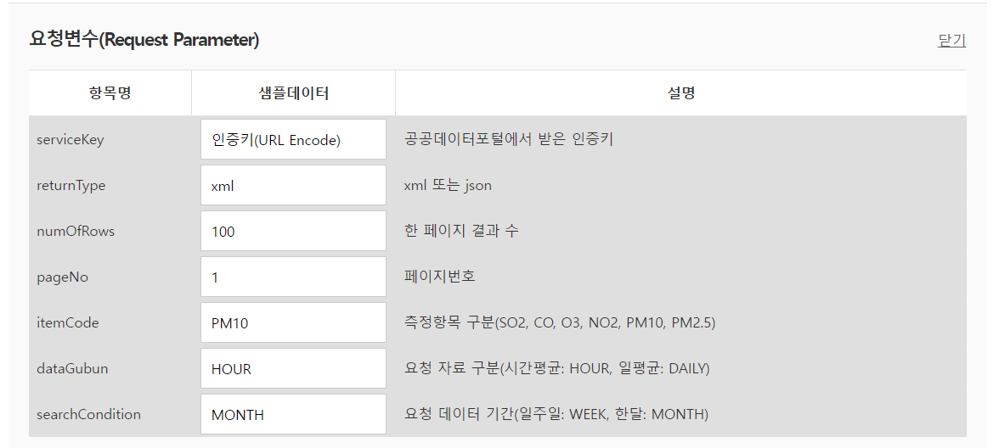 요청변수(Request Parameter)
닫기
항목명 샘플데이터 설명
serviceKey 인증키(URL Encode) 공공데이터포털에서 받은 인증키
returnType xml xml 또는 json
numOfRows 100 한 페이지 결과 수
pageNo 1 페이지번호
itemCode PM10 측정항목 구분(SO2, CO, O3, NO2, PM10, PM2.5)
dataGubun HOUR 요청 자료 구분(시간평균: HOUR, 일평균: DAILY)
searchCondition MONTH 요청 데이터 기간(일주일: WEEK, 한달: MONTH)